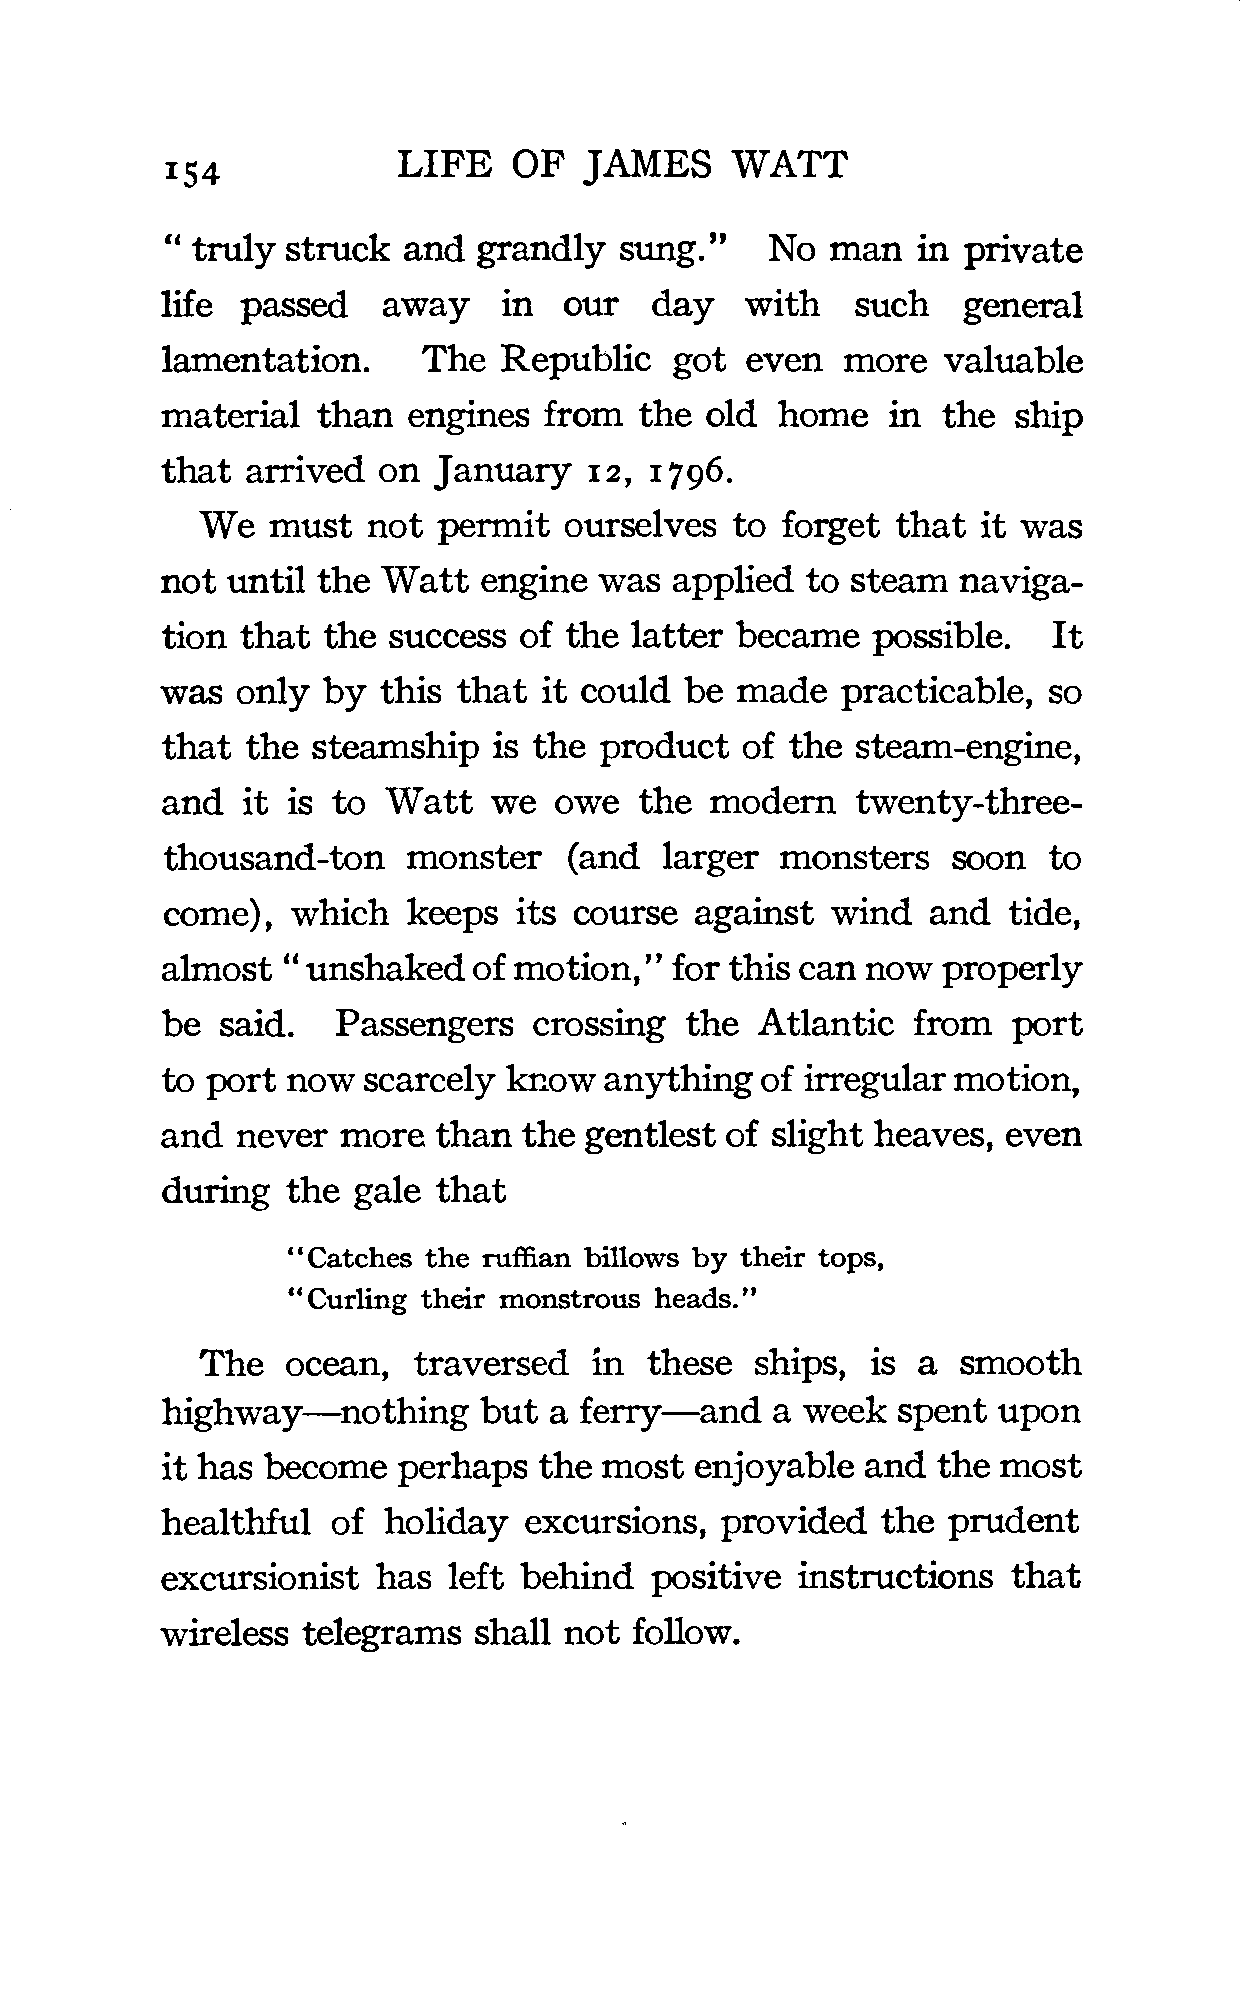 154 LIFE OF JAMES WATT
“ truly struck and grandly sung.” No man in private
life passed away in our day with such general
lamentation. The Republic got even more valuable
material than engines from the old home in the ship
that arrived on January 12, 1796.
We must not permit ourselves to forget that it was
not until the Watt engine was applied to steam naviga-
tion that the success of the latter became possible. It
was only by this that it could be made practicable, so
that the steamship is the product of the steam-engine,
and it is to Watt we owe the modern twenty-three-
thousand-ton monster (and larger monsters soon to
come), which keeps its course against wind and tide,
almost “unshaked of motion,” for this can now properly
be said. Passengers crossing the Atlantic from port
to port now scarcely know anything of irregular motion,
and never more than the gentlest of slight heaves, even
during the gale that
“Catches the ruffian billows by their tops,
“Curling their monstrous heads.”
The ocean, traversed in these ships, is a smooth
highway—nothing but a ferry—and a week spent upon
it has become perhaps the most enjoyable and the most
healthful of holiday excursions, provided the prudent
excursionist has left behind positive instructions that
wireless telegrams shall not follow.